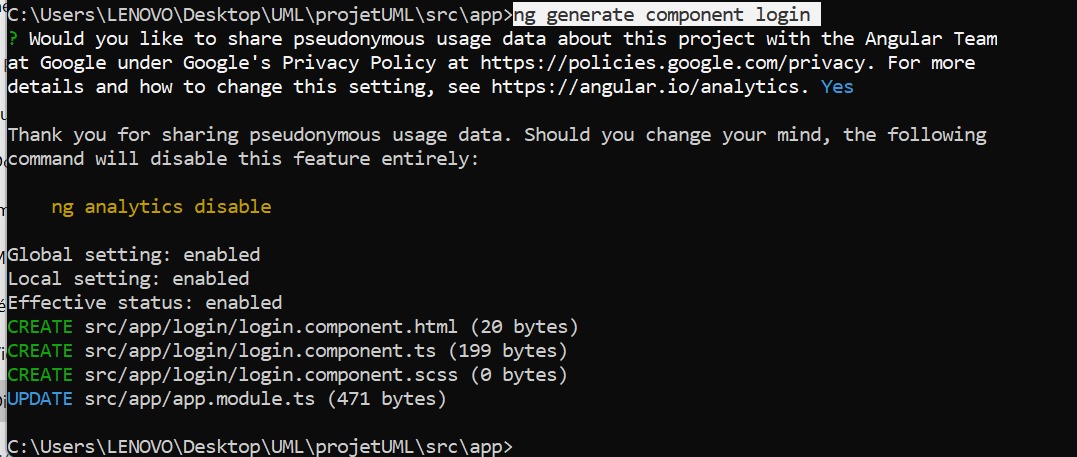 C:\Users\LENOVO\Desktop\UML\projetUML\src\app>ng generate component login
? Would you like to share pseudonymous usage data about this project with the Angular Team
at Google under Google's Privacy Policy at https://policies.google.com/privacy. For more
details and how to change this setting, see https://angular.io/analytics. Yes
Thank you for sharing pseudonymous usage data. Should you change your mind, the following
command will disable this feature entirely:
ng analytics disable
Global setting: enabled
Local setting: enabled
Effective status: enabled
CREATE src/app/login/login.component.html (20 bytes)
CREATE src/app/login/login.component.ts (199 bytes)
CREATE src/app/login/login.component.scss (0 bytes)
UPDATE src/app/app.module.ts (471 bytes)
C:\Users\LENOVO\Desktop\UML\projetUML\src\app>